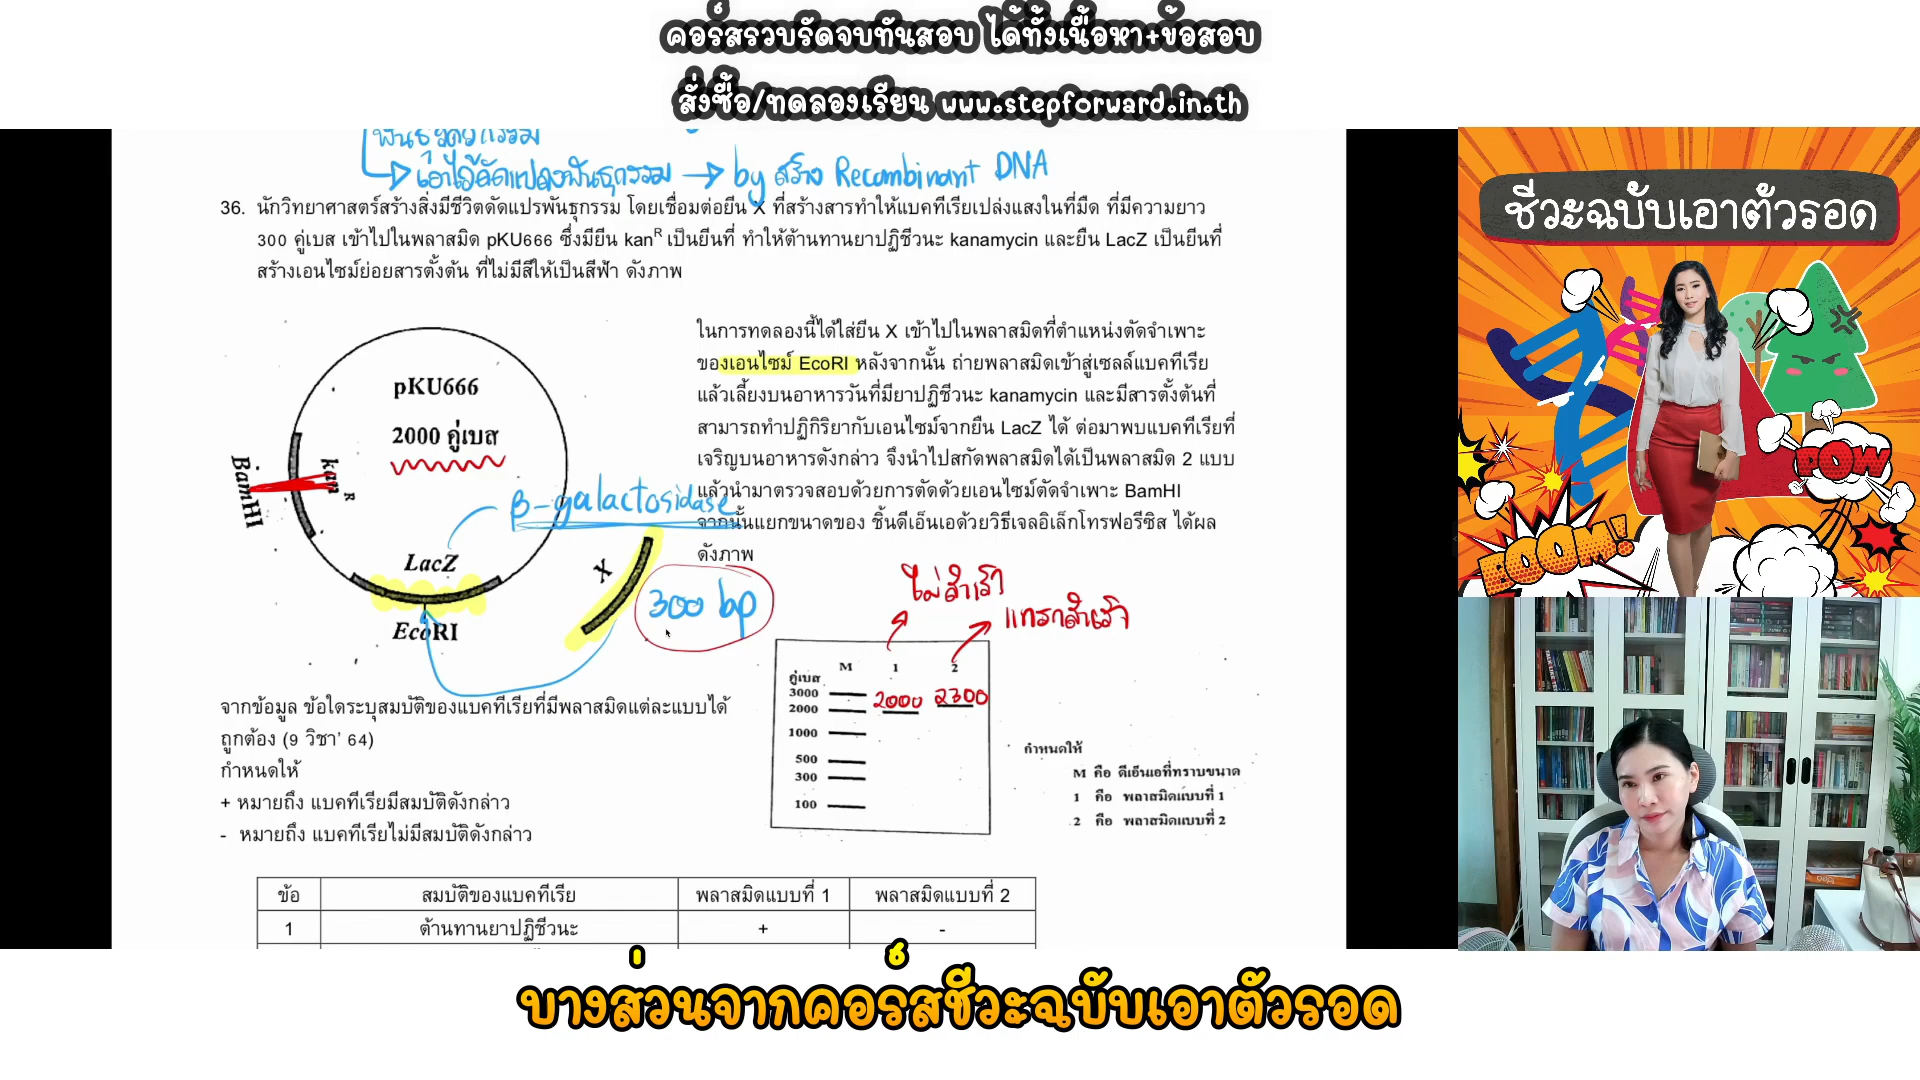 คอร์สรวบรัดจบทันสอบ ได้ทั้งเนื้อหา+ข้อสอบ
สั่งซื้อ/ทดลองเรียน www.stepforward.in.th
พันธุวิศวกรรม
เอาไว้ดัดแปลงพันธุกรรม → by สร้าง Recombinant DNA
36. นักวิทยาศาสตร์สร้างสิ่งมีชีวิตดัดแปรพันธุกรรม โดยเชื่อมต่อยีน X ที่สร้างสารทำให้แบคทีเรียเปล่งแสงในที่มืด ที่มีความยาว
300 คู่เบส เข้าไปในพลาสมิด pKU666 ซึ่งมียีน kanR เป็นยีนที่ ทำให้ต้านทานยาปฏิชีวนะ kanamycin และยีน LacZ เป็นยีนที่
สร้างเอนไซม์ย่อยสารตั้งต้น ที่ไม่มีสีให้เป็นสีฟ้า ดังภาพ
pKU666
2000 คู่เบส
BamHI
kan R
LacZ
EcoRI
β-galactosidase
X
300 bp
ในการทดลองนี้ได้ใส่ยีน X เข้าไปในพลาสมิดที่ตำแหน่งตัดจำเพาะ
ของเอนไซม์ EcoRI หลังจากนั้น ถ่ายพลาสมิดเข้าสู่เซลล์แบคทีเรีย
แล้วเลี้ยงบนอาหารวันที่มียาปฏิชีวนะ kanamycin และมีสารตั้งต้นที่
สามารถทำปฏิกิริยากับเอนไซม์จากยีน LacZ ได้ ต่อมาพบแบคทีเรียที่
เจริญบนอาหารดังกล่าว จึงนำไปสกัดพลาสมิดได้เป็นพลาสมิด 2 แบบ
แล้วนำมาตรวจสอบด้วยการตัดด้วยเอนไซม์ตัดจำเพาะ BamHI
จากนั้นแยกขนาดของ ชิ้นดีเอ็นเอด้วยวิธีเจลอิเล็กโทรฟอรีซิส ได้ผล
ดังภาพ
ไม่สำเร็จ
แทรกสำเร็จ
M 1 2
คู่เบส
3000
2000 2000 2300
1000
500
300
100
กำหนดให้
M คือ ดีเอ็นเอที่ทราบขนาด
1 คือ พลาสมิดแบบที่ 1
2 คือ พลาสมิดแบบที่ 2
จากข้อมูล ข้อใดระบุสมบัติของแบคทีเรียที่มีพลาสมิดแต่ละแบบได้
ถูกต้อง (9 วิชา' 64)
กำหนดให้
+ หมายถึง แบคทีเรียมีสมบัติดังกล่าว
- หมายถึง แบคทีเรียไม่มีสมบัติดังกล่าว
ข้อ สมบัติของแบคทีเรีย พลาสมิดแบบที่ 1 พลาสมิดแบบที่ 2
1 ต้านทานยาปฏิชีวนะ + -
ชีวะฉบับเอาตัวรอด
POW
BOOM!
บางส่วนจากคอร์สชีวะฉบับเอาตัวรอด